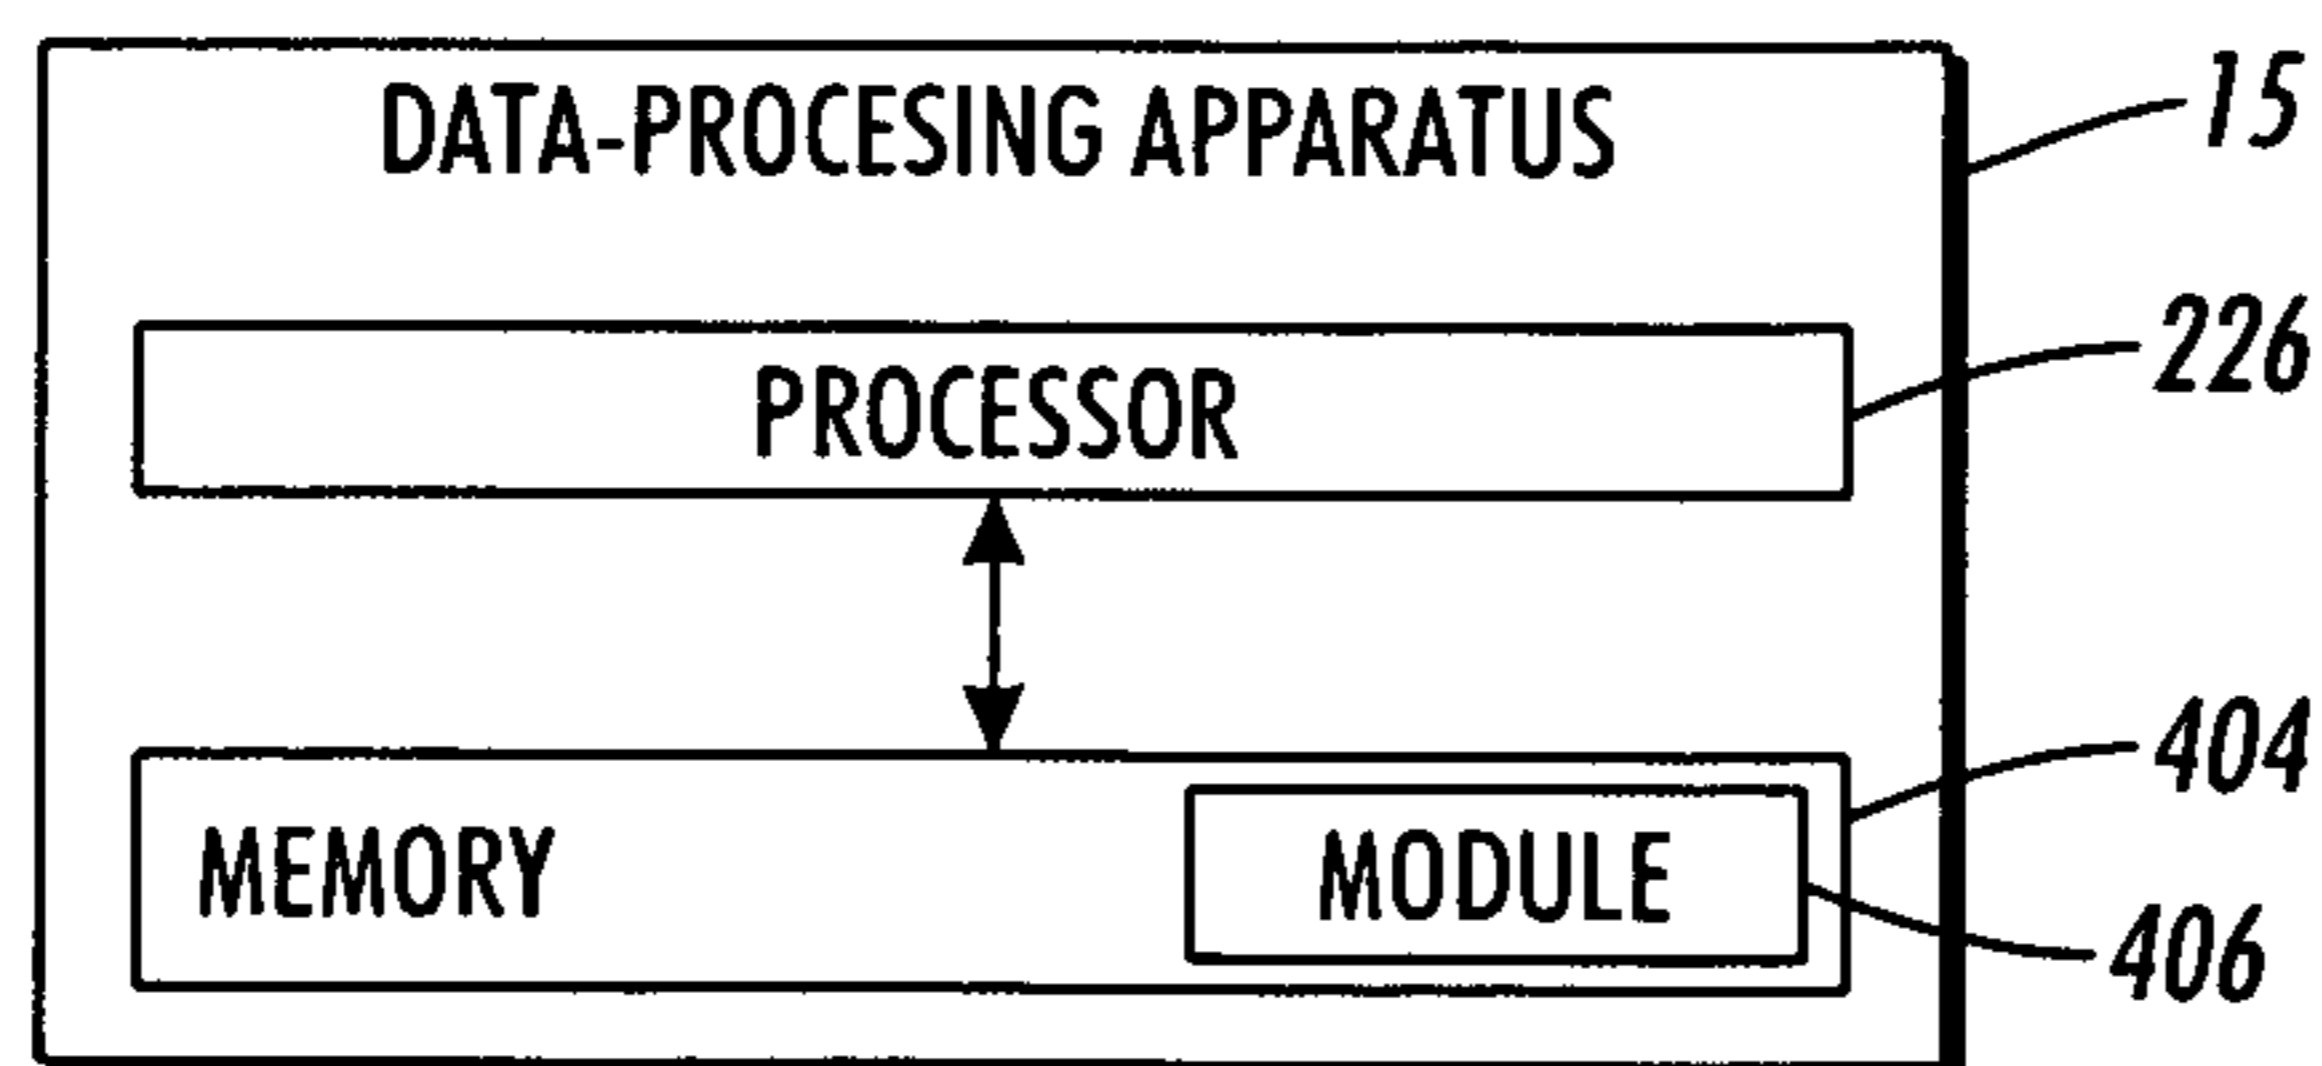 DATA-PROCESING APPARATUS
15
PROCESSOR
226
MEMORY
MODULE
404
406